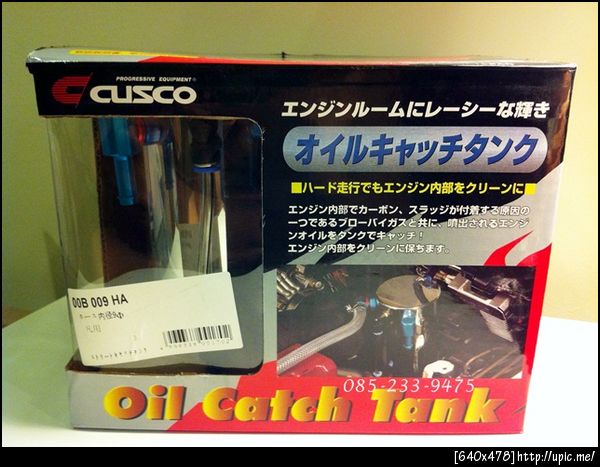 PROGRESSIVE EQUIPMENT®
CUSCO
エンジンルームにレーシーな輝き
オイルキャッチタンク
■ハード走行でもエンジン内部をクリーンに■
エンジン内部でカーボン、スラッジが付着する原因の
一つであるブローバイガスと共に、噴出されるエンジ
ンオイルをタンクでキャッチ!
エンジン内部をクリーンに保ちます。
00B 009 HA
ホース内径9Φ
085-233-9475
Oil Catch Tank
[640x478]http://upic.me/